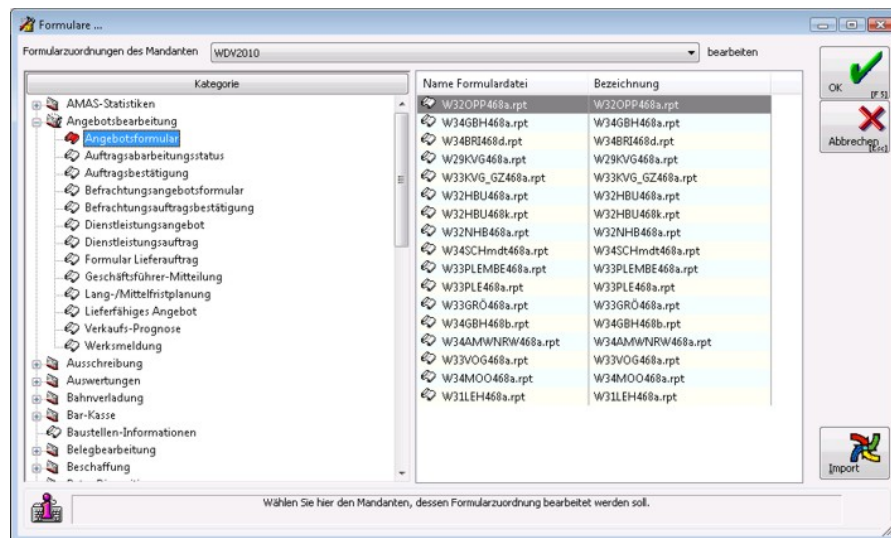 Formulare ...
Formularzuordnungen des Mandanten WDV2010 bearbeiten
Kategorie
AMAS-Statistiken
Angebotsbearbeitung
Angebotsformular
Auftragsabarbeitungsstatus
Auftragsbestätigung
Befrachtungsangebotsformular
Befrachtungsauftragsbestätigung
Dienstleistungsangebot
Dienstleistungsauftrag
Formular Lieferauftrag
Geschäftsführer-Mitteilung
Lang-/Mittelfristplanung
Lieferfähiges Angebot
Verkaufs-Prognose
Werksmeldung
Ausschreibung
Auswertungen
Bahnverladung
Bar-Kasse
Baustellen-Informationen
Belegbearbeitung
Beschaffung
Name Formulardatei Bezeichnung
W32OPP468a.rpt W32OPP468a.rpt
W34GBH468a.rpt W34GBH468a.rpt
W34BRI468d.rpt W34BRI468d.rpt
W29KVG468a.rpt W29KVG468a.rpt
W33KVG_GZ468a.rpt W33KVG_GZ468a.rpt
W32HBU468a.rpt W32HBU468a.rpt
W32HBU468k.rpt W32HBU468k.rpt
W32NHB468a.rpt W32NHB468a.rpt
W34SCHmdt468a.rpt W34SCHmdt468a.rpt
W33PLEMBE468a.rpt W33PLEMBE468a.rpt
W33PLE468a.rpt W33PLE468a.rpt
W33GRÖ468a.rpt W33GRÖ468a.rpt
W34GBH468b.rpt W34GBH468b.rpt
W34AMWNRW468a.rpt W34AMWNRW468a.rpt
W33VOG468a.rpt W33VOG468a.rpt
W34MOO468a.rpt W34MOO468a.rpt
W31LEH468a.rpt W31LEH468a.rpt
OK [F5]
Abbrechen [Esc]
Import
Wählen Sie hier den Mandanten, dessen Formularzuordnung bearbeitet werden soll.